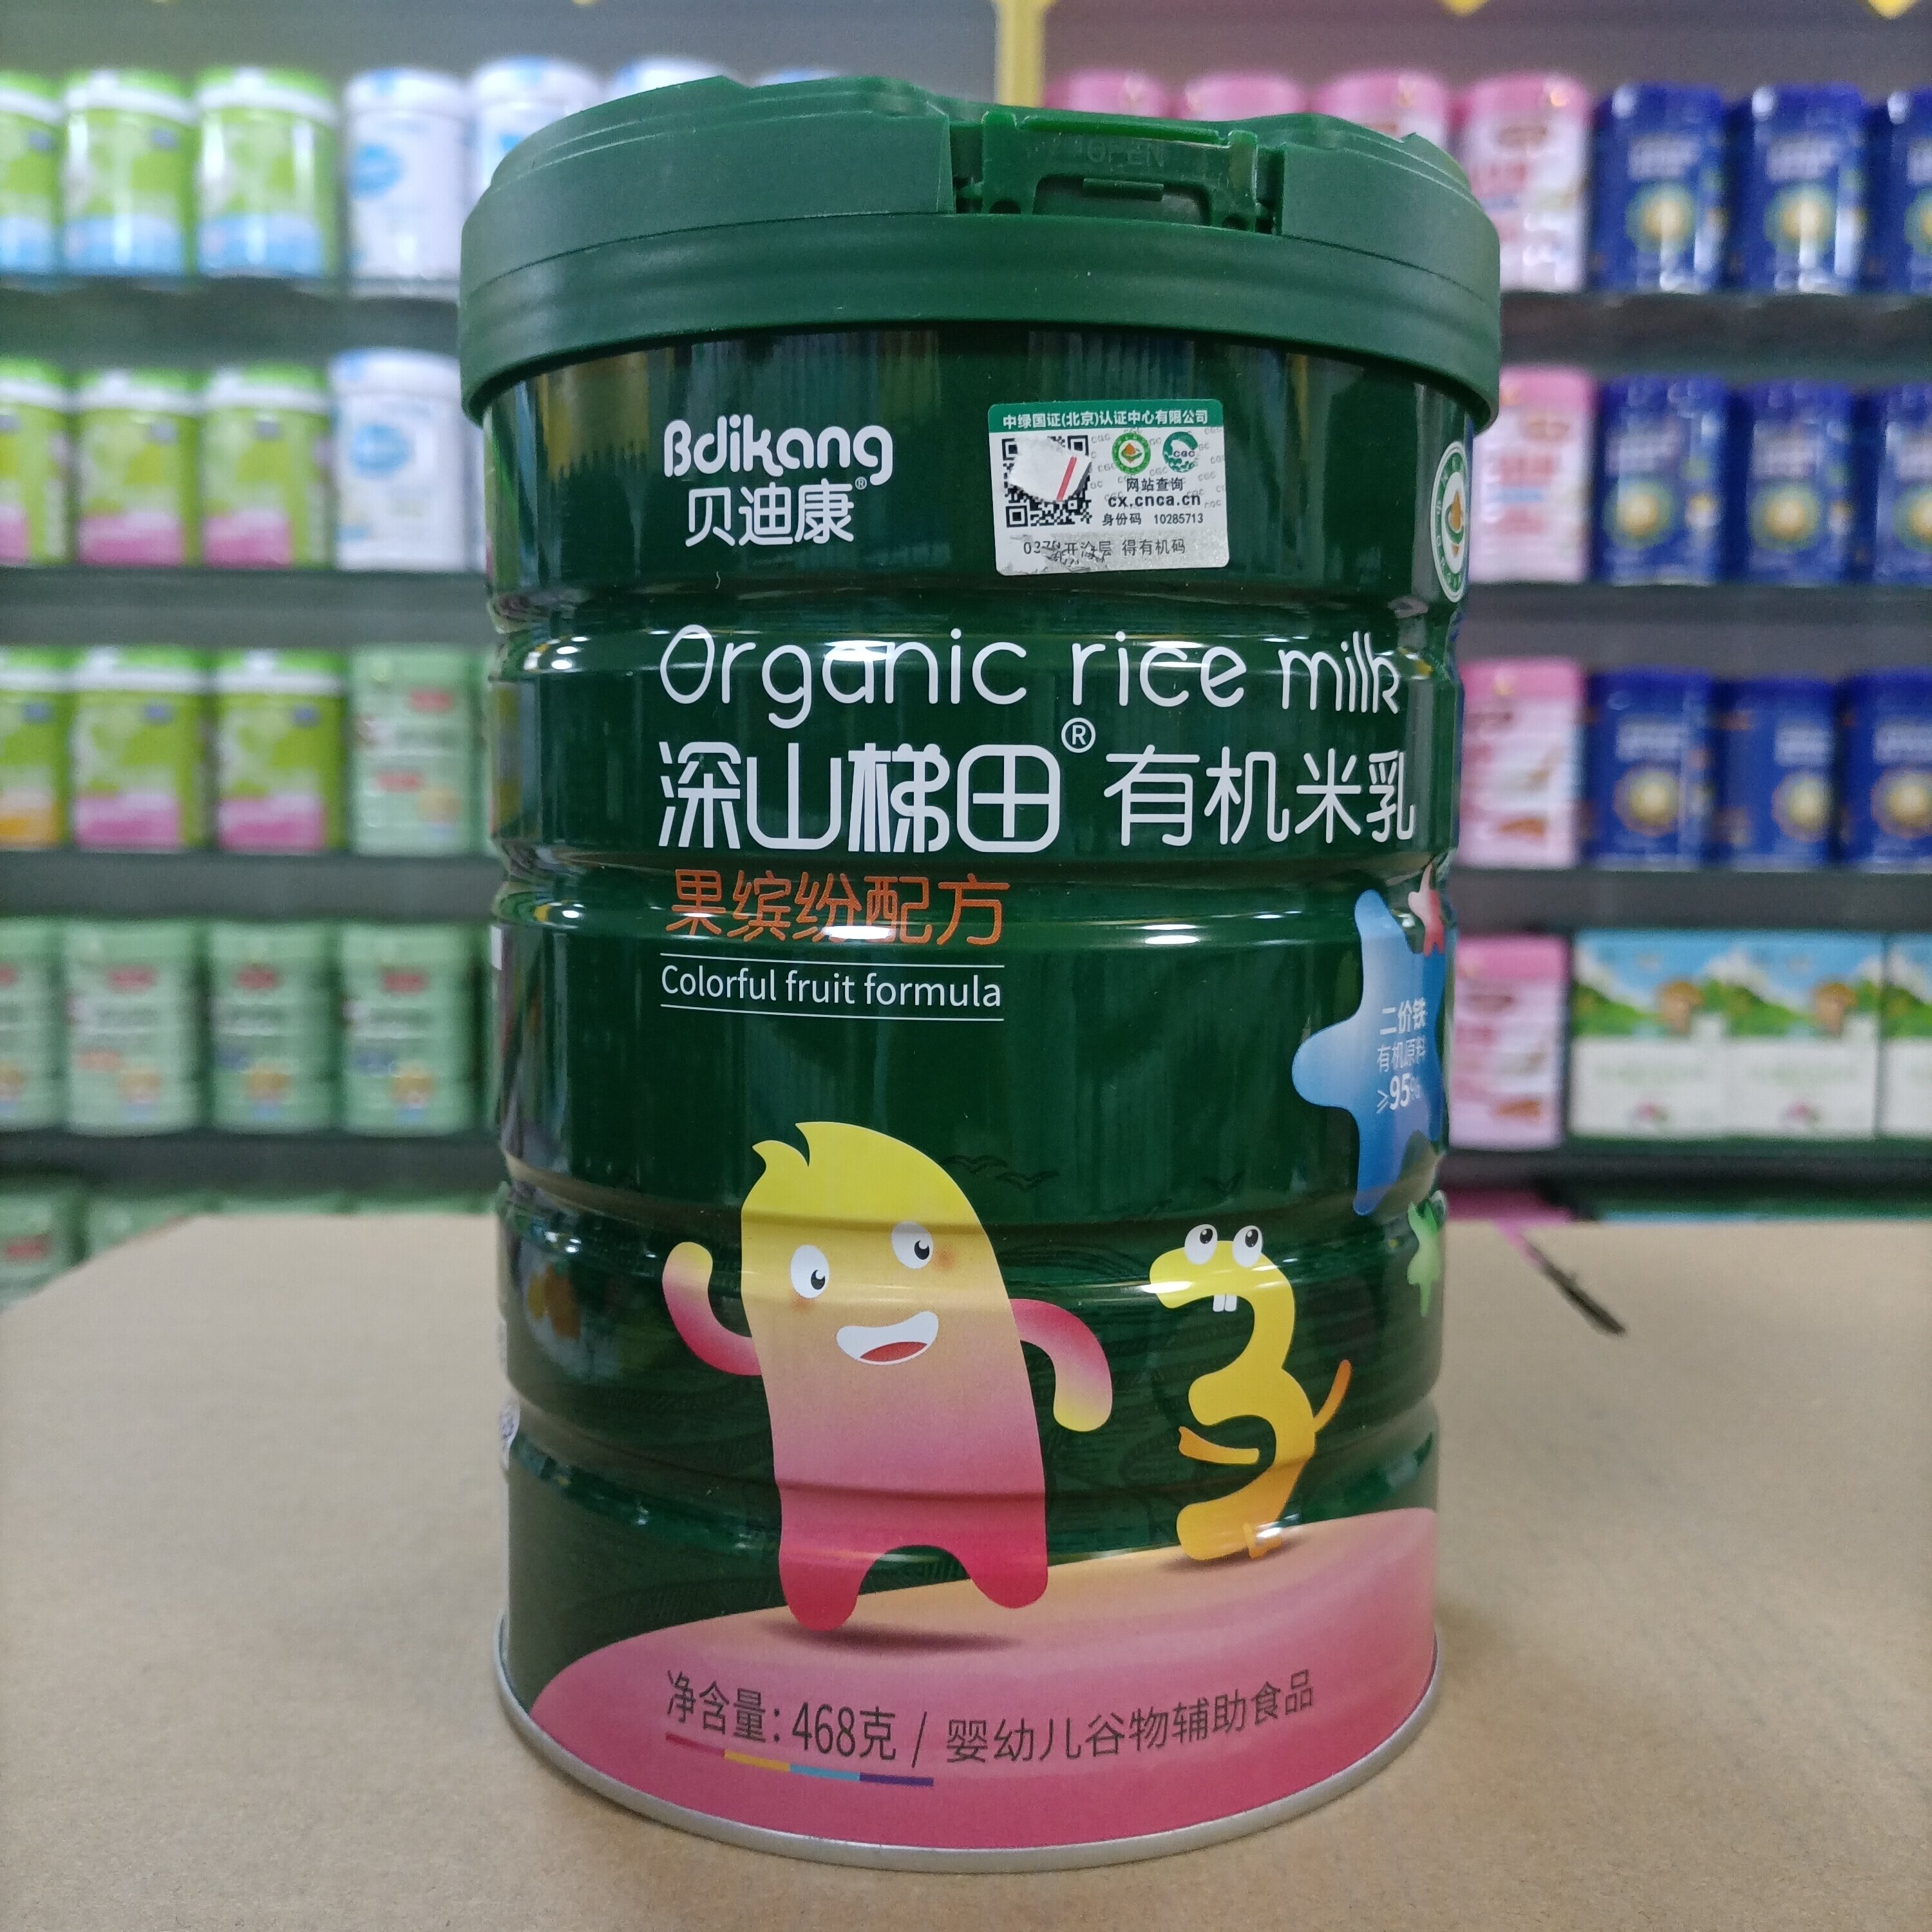 OPEN
Bdikang
贝迪康®
中绿国证(北京)认证中心有限公司
CQC
网站查询
cx.cnca.cn
身份码 10285713
得有机码
Organic rice milk
深山梯田®有机米乳
果缤纷配方
Colorful fruit formula
二价铁
有机原料
≥95%
净含量:468克/婴幼儿谷物辅助食品